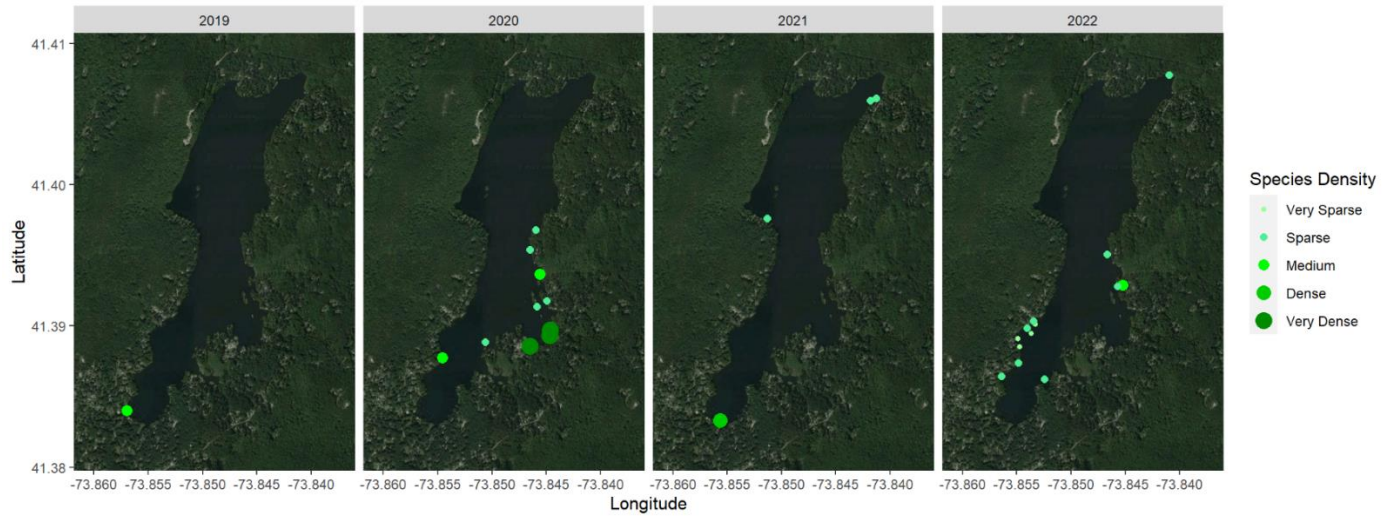 2019 2020 2021 2022
41.41
41.40
41.39
41.38
Latitude
-73.860 -73.855 -73.850 -73.845 -73.840 -73.860 -73.855 -73.850 -73.845 -73.840 -73.860 -73.855 -73.850 -73.845 -73.840 -73.860 -73.855 -73.850 -73.845 -73.840
Longitude
Species Density
Very Sparse
Sparse
Medium
Dense
Very Dense